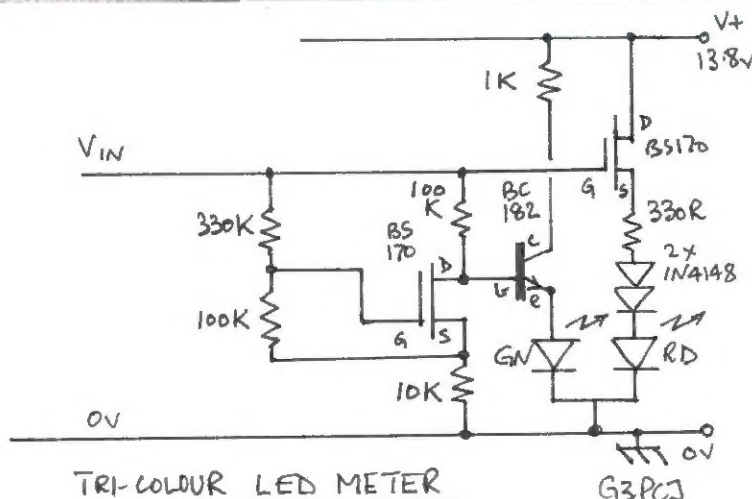 V+
13.8v
1K
D
BS170
G
S
VIN
330K
100
K
BC
182
BS
170
D
C
b
e
330R
2x
1N4148
G
S
100K
GN
RD
10K
0V
0V
TRI-COLOUR LED METER
G3PCJ